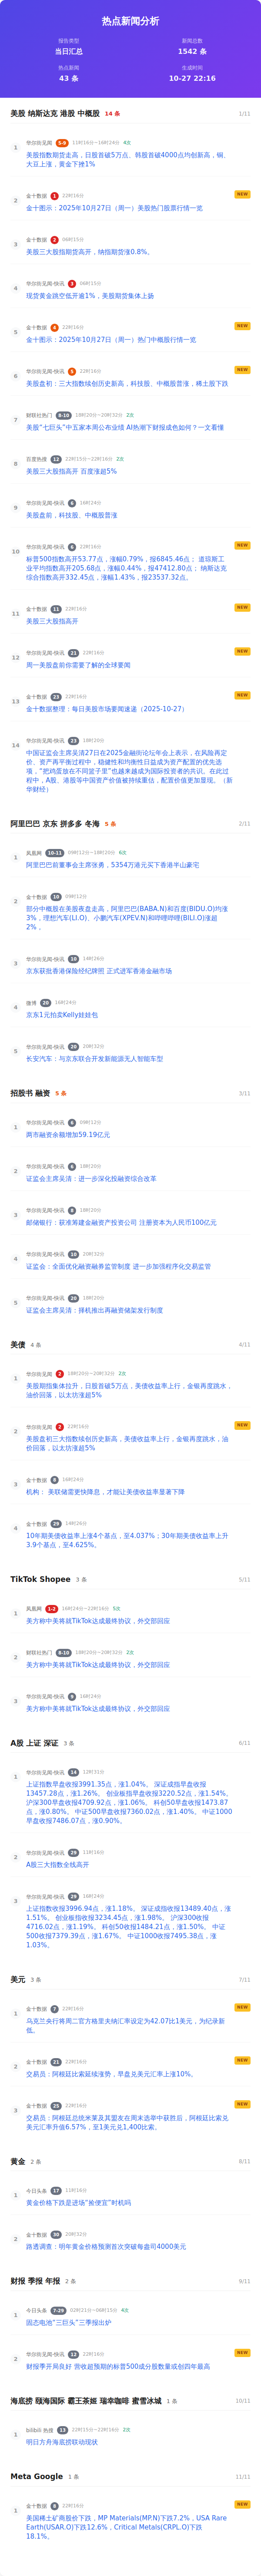 热点新闻分析
报告类型
当日汇总
新闻总数
1542 条
热点新闻
43 条
生成时间
10-27 22:16
美股 纳斯达克 港股 中概股 14 条 1/11
1
华尔街见闻 5-9 11时16分~16时24分 4次
美股指数期货走高，日股首破5万点、韩股首破4000点均创新高，铜、
大豆上涨，黄金下挫1%
2
金十数据 1 22时16分 NEW
金十图示：2025年10月27日（周一）美股热门股票行情一览
3
金十数据 2 06时15分
美股三大股指期货高开，纳指期货涨0.8%。
4
华尔街见闻-快讯 3 06时15分
现货黄金跳空低开逾1%，美股期货集体上扬
5
金十数据 4 22时16分 NEW
金十图示：2025年10月27日（周一）热门中概股行情一览
6
华尔街见闻-快讯 5 22时16分 NEW
美股盘初：三大指数续创历史新高，科技股、中概股普涨，稀土股下跌
7
财联社热门 8-10 18时20分~20时32分 2次
美股“七巨头”中五家本周公布业绩 AI热潮下财报成色如何？一文看懂
8
百度热搜 12 22时15分~22时16分 2次
美股三大股指高开 百度涨超5%
9
华尔街见闻-快讯 6 16时24分
美股盘前，科技股、中概股普涨
10
华尔街见闻-快讯 6 22时16分 NEW
标普500指数高开53.77点，涨幅0.79%，报6845.46点； 道琼斯工
业平均指数高开205.68点，涨幅0.44%，报47412.80点； 纳斯达克
综合指数高开332.45点，涨幅1.43%，报23537.32点。
11
金十数据 11 22时16分 NEW
美股三大股指高开
12
华尔街见闻-快讯 21 22时16分 NEW
周一美股盘前你需要了解的全球要闻
13
金十数据 23 22时16分 NEW
金十数据整理：每日美股市场要闻速递（2025-10-27）
14
华尔街见闻-快讯 23 18时20分
中国证监会主席吴清27日在2025金融街论坛年会上表示，在风险再定
价、资产再平衡过程中，稳健性和均衡性日益成为资产配置的优先选
项，“把鸡蛋放在不同篮子里”也越来越成为国际投资者的共识。在此过
程中，A股、港股等中国资产价值被持续重估，配置价值更加显现。（新
华财经）
阿里巴巴 京东 拼多多 冬海 5 条 2/11
1
凤凰网 10-11 09时12分~18时20分 6次
阿里巴巴前董事会主席张勇，5354万港元买下香港半山豪宅
2
金十数据 10 09时12分
部分中概股在美股夜盘走高，阿里巴巴(BABA.N)和百度(BIDU.O)均涨
3%，理想汽车(LI.O)、小鹏汽车(XPEV.N)和哔哩哔哩(BILI.O)涨超
2%，
3
华尔街见闻-快讯 10 14时26分
京东获批香港保险经纪牌照 正式进军香港金融市场
4
微博 20 16时24分
京东1元拍卖Kelly娃娃包
5
华尔街见闻-快讯 20 20时32分
长安汽车：与京东联合开发新能源无人智能车型
招股书 融资 5 条 3/11
1
华尔街见闻-快讯 6 09时12分
两市融资余额增加59.19亿元
2
华尔街见闻-快讯 6 18时20分
证监会主席吴清：进一步深化投融资综合改革
3
华尔街见闻-快讯 8 18时20分
邮储银行：获准筹建金融资产投资公司 注册资本为人民币100亿元
4
华尔街见闻-快讯 10 20时32分
证监会：全面优化融资融券监管制度 进一步加强程序化交易监管
5
华尔街见闻-快讯 20 18时20分
证监会主席吴清：择机推出再融资储架发行制度
美债 4 条 4/11
1
华尔街见闻 2 18时20分~20时32分 2次
美股期指集体拉升，日股首破5万点，美债收益率上行，金银再度跳水，
油价回落，以太坊涨超5%
2
华尔街见闻 2 22时16分 NEW
美股盘初三大指数续创历史新高，美债收益率上行，金银再度跳水，油
价回落，以太坊涨超5%
3
金十数据 9 16时24分
机构： 美联储需更快降息，才能让美债收益率显著下降
4
金十数据 29 14时26分
10年期美债收益率上涨4个基点，至4.037%；30年期美债收益率上升
3.9个基点，至4.625%。
TikTok Shopee 3 条 5/11
1
凤凰网 1-2 16时24分~22时16分 5次
美方称中美将就TikTok达成最终协议，外交部回应
2
财联社热门 8-10 18时20分~20时32分 2次
美方称中美将就TikTok达成最终协议，外交部回应
3
华尔街见闻-快讯 9 16时24分
美方称中美将就TikTok达成最终协议，外交部回应
A股 上证 深证 3 条 6/11
1
华尔街见闻-快讯 14 12时31分
上证指数早盘收报3991.35点，涨1.04%。 深证成指早盘收报
13457.28点，涨1.26%。 创业板指早盘收报3220.52点，涨1.54%。
沪深300早盘收报4709.92点，涨1.06%。 科创50早盘收报1473.87
点，涨0.80%。 中证500早盘收报7360.02点，涨1.40%。 中证1000
早盘收报7486.07点，涨0.90%。
2
华尔街见闻-快讯 29 11时16分
A股三大指数全线高开
3
华尔街见闻-快讯 29 16时24分
上证指数收报3996.94点，涨1.18%。 深证成指收报13489.40点，涨
1.51%。 创业板指收报3234.45点，涨1.98%。 沪深300收报
4716.02点，涨1.19%。 科创50收报1484.21点，涨1.50%。 中证
500收报7379.39点，涨1.67%。 中证1000收报7495.38点，涨
1.03%。
美元 3 条 7/11
1
金十数据 7 22时16分 NEW
乌克兰央行将周二官方格里夫纳汇率设定为42.07比1美元，为纪录新
低。
2
金十数据 21 22时16分 NEW
交易员：阿根廷比索延续涨势，早盘兑美元汇率上涨10%。
3
金十数据 25 22时16分 NEW
交易员：阿根廷总统米莱及其盟友在周末选举中获胜后，阿根廷比索兑
美元汇率升值6.57%，至1美元兑1,400比索。
黄金 2 条 8/11
1
今日头条 17 11时16分
黄金价格下跌是进场“捡便宜”时机吗
2
金十数据 30 20时32分
路透调查：明年黄金价格预测首次突破每盎司4000美元
财报 季报 年报 2 条 9/11
1
今日头条 7-29 02时21分~06时15分 4次
固态电池“三巨头”三季报出炉
2
华尔街见闻-快讯 12 22时16分 NEW
财报季开局良好 营收超预期的标普500成分股数量或创四年最高
海底捞 颐海国际 霸王茶姬 瑞幸咖啡 蜜雪冰城 1 条 10/11
1
bilibili 热搜 13 22时15分~22时16分 2次
明日方舟海底捞联动现状
Meta Google 1 条 11/11
1
金十数据 8 22时16分 NEW
美国稀土矿商股价下跌，MP Materials(MP.N)下跌7.2%，USA Rare
Earth(USAR.O)下跌12.6%，Critical Metals(CRPL.O)下跌
18.1%。